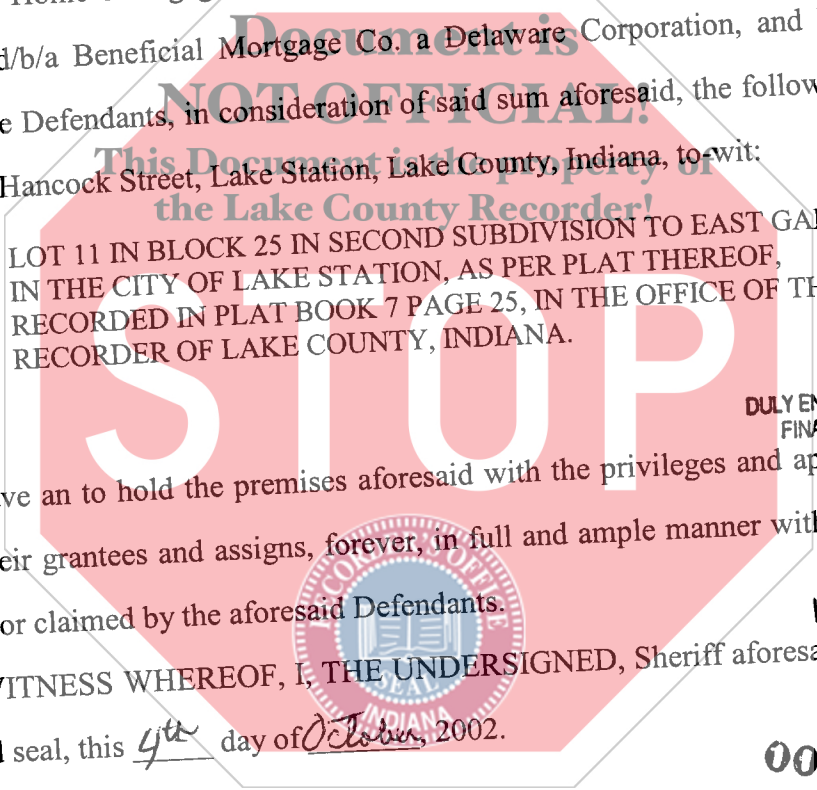 d/b/a Beneficial Mortgage Co. a Delaware Corporation, and
Document is
NOT OFFICIAL!
e Defendants, in consideration of said sum aforesaid, the follow
This Document is the property of
the Lake County Recorder!
Hancock Street, Lake Station, Lake County, Indiana, to-wit:
LOT 11 IN BLOCK 25 IN SECOND SUBDIVISION TO EAST GA
IN THE CITY OF LAKE STATION, AS PER PLAT THEREOF,
RECORDED IN PLAT BOOK 7 PAGE 25, IN THE OFFICE OF TH
RECORDER OF LAKE COUNTY, INDIANA.
STOP
DULY EN
FINA
ve an to hold the premises aforesaid with the privileges and ap
eir grantees and assigns, forever, in full and ample manner with
or claimed by the aforesaid Defendants.
RECORDER'S OFFICE
SEAL
INDIANA
ITNESS WHEREOF, I, THE UNDERSIGNED, Sheriff aforesa
seal, this 4th day of October, 2002.
00